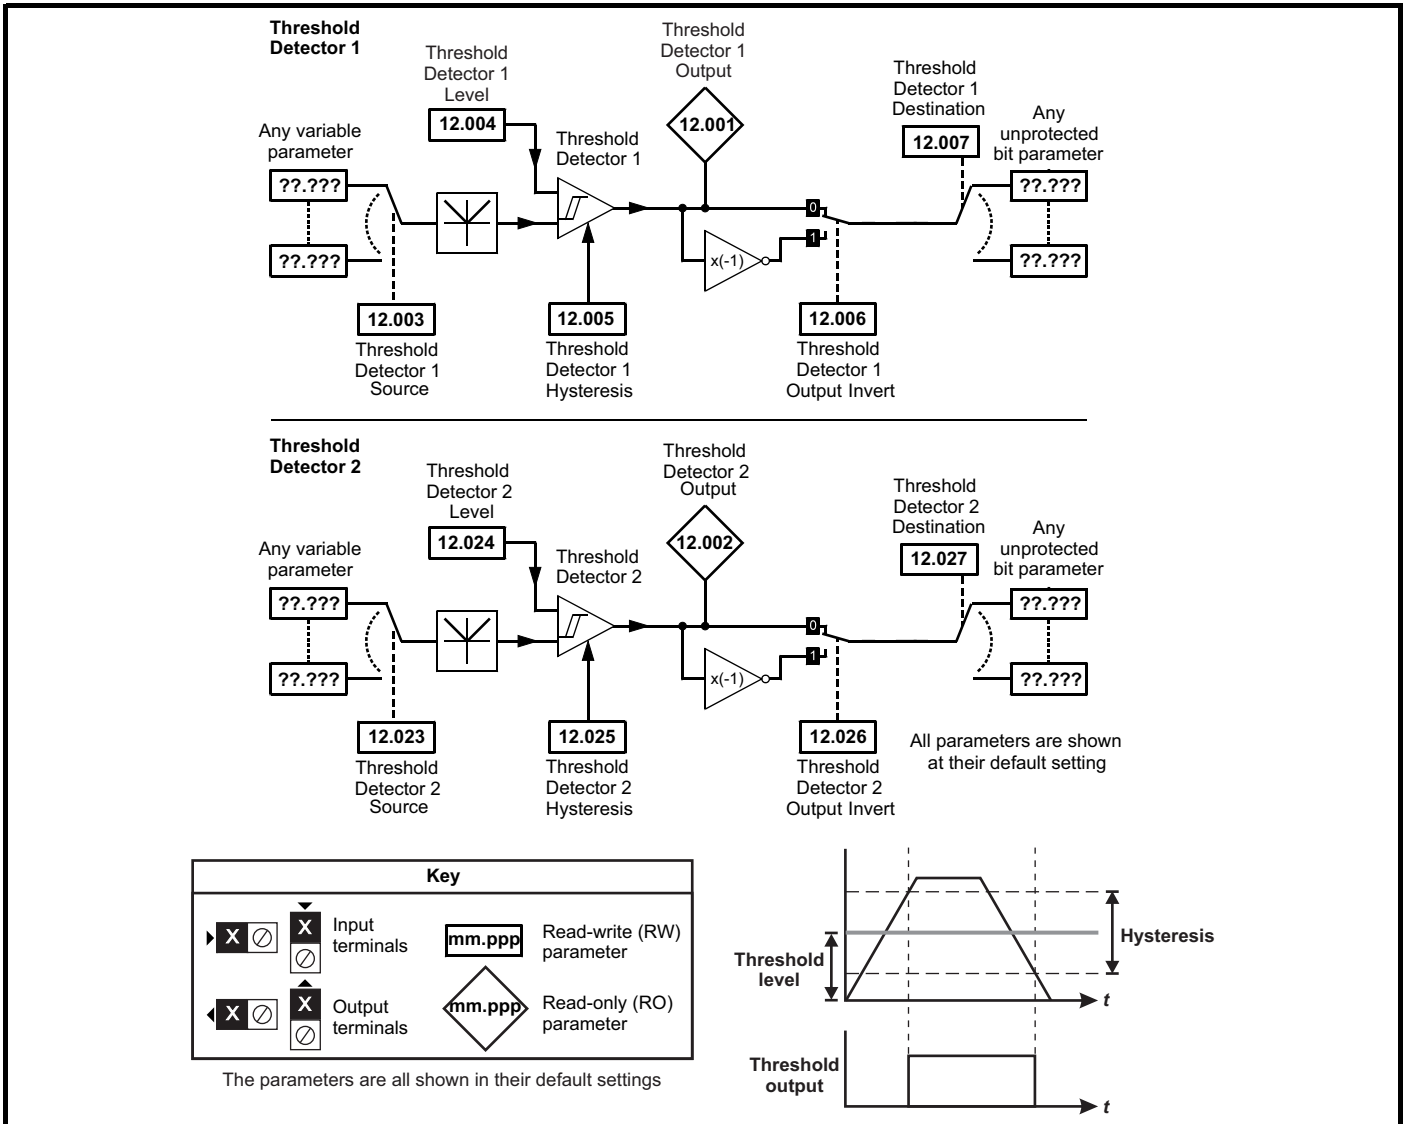 Threshold
Detector 1
Threshold
Detector 1
Level
12.004
Any variable
parameter
??.???
??.???
12.003
Threshold
Detector 1
Source
Threshold
Detector 1
12.005
Threshold
Detector 1
Hysteresis
Threshold
Detector 1
Output
12.001
x(-1)
0
1
12.006
Threshold
Detector 1
Output Invert
Threshold
Detector 1
Destination
12.007
Any
unprotected
bit parameter
??.???
??.???
Threshold
Detector 2
Threshold
Detector 2
Level
12.024
Any variable
parameter
??.???
??.???
12.023
Threshold
Detector 2
Source
Threshold
Detector 2
12.025
Threshold
Detector 2
Hysteresis
Threshold
Detector 2
Output
12.002
x(-1)
0
1
12.026
Threshold
Detector 2
Output Invert
Threshold
Detector 2
Destination
12.027
Any
unprotected
bit parameter
??.???
??.???
All parameters are shown
at their default setting
Key
X
X
Input
terminals
mm.ppp
Read-write (RW)
parameter
X
X
Output
terminals
mm.ppp
Read-only (RO)
parameter
The parameters are all shown in their default settings
Threshold
level
Hysteresis
t
Threshold
output
t